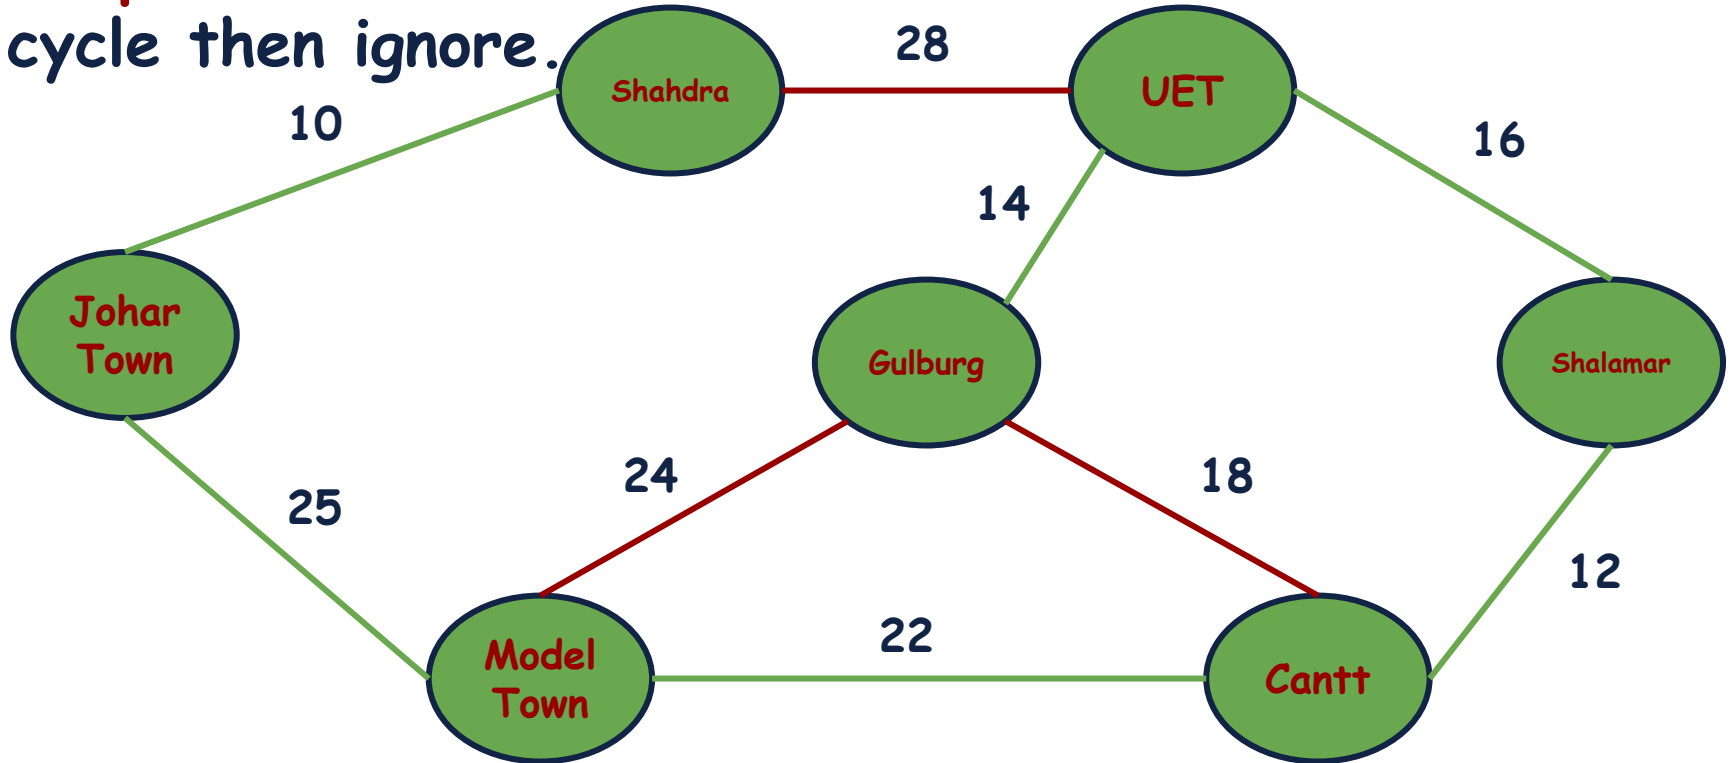 cycle then ignore.
28
Shahdra
UET
10
16
14
Johar
Town
Gulburg
Shalamar
24
18
25
12
22
Model
Town
Cantt